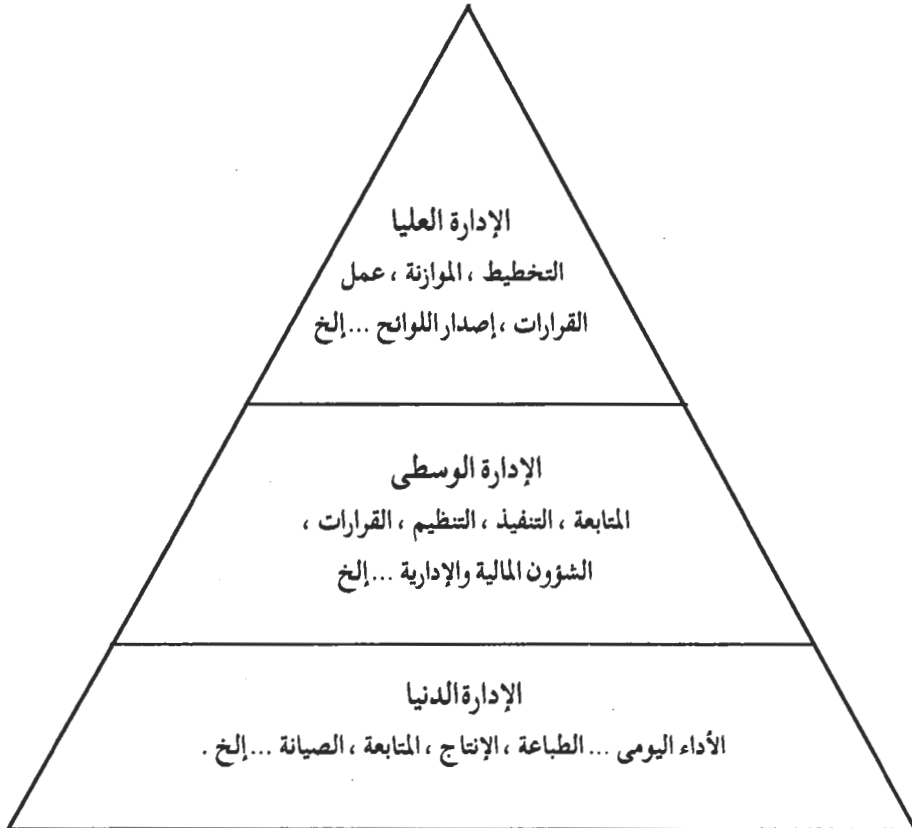 الإدارة العليا
التخطيط ، الموازنة ، عمل
القرارات ، إصدار اللوائح ...إلخ
الإدارة الوسطى
المتابعة ، التنفيذ ، التنظيم ، القرارات ،
الشؤون المالية والإدارية ...إلخ
الإدارة الدنيا
الأداء اليومى ... الطباعة ، الإنتاج ، المتابعة ، الصيانة ...إلخ .